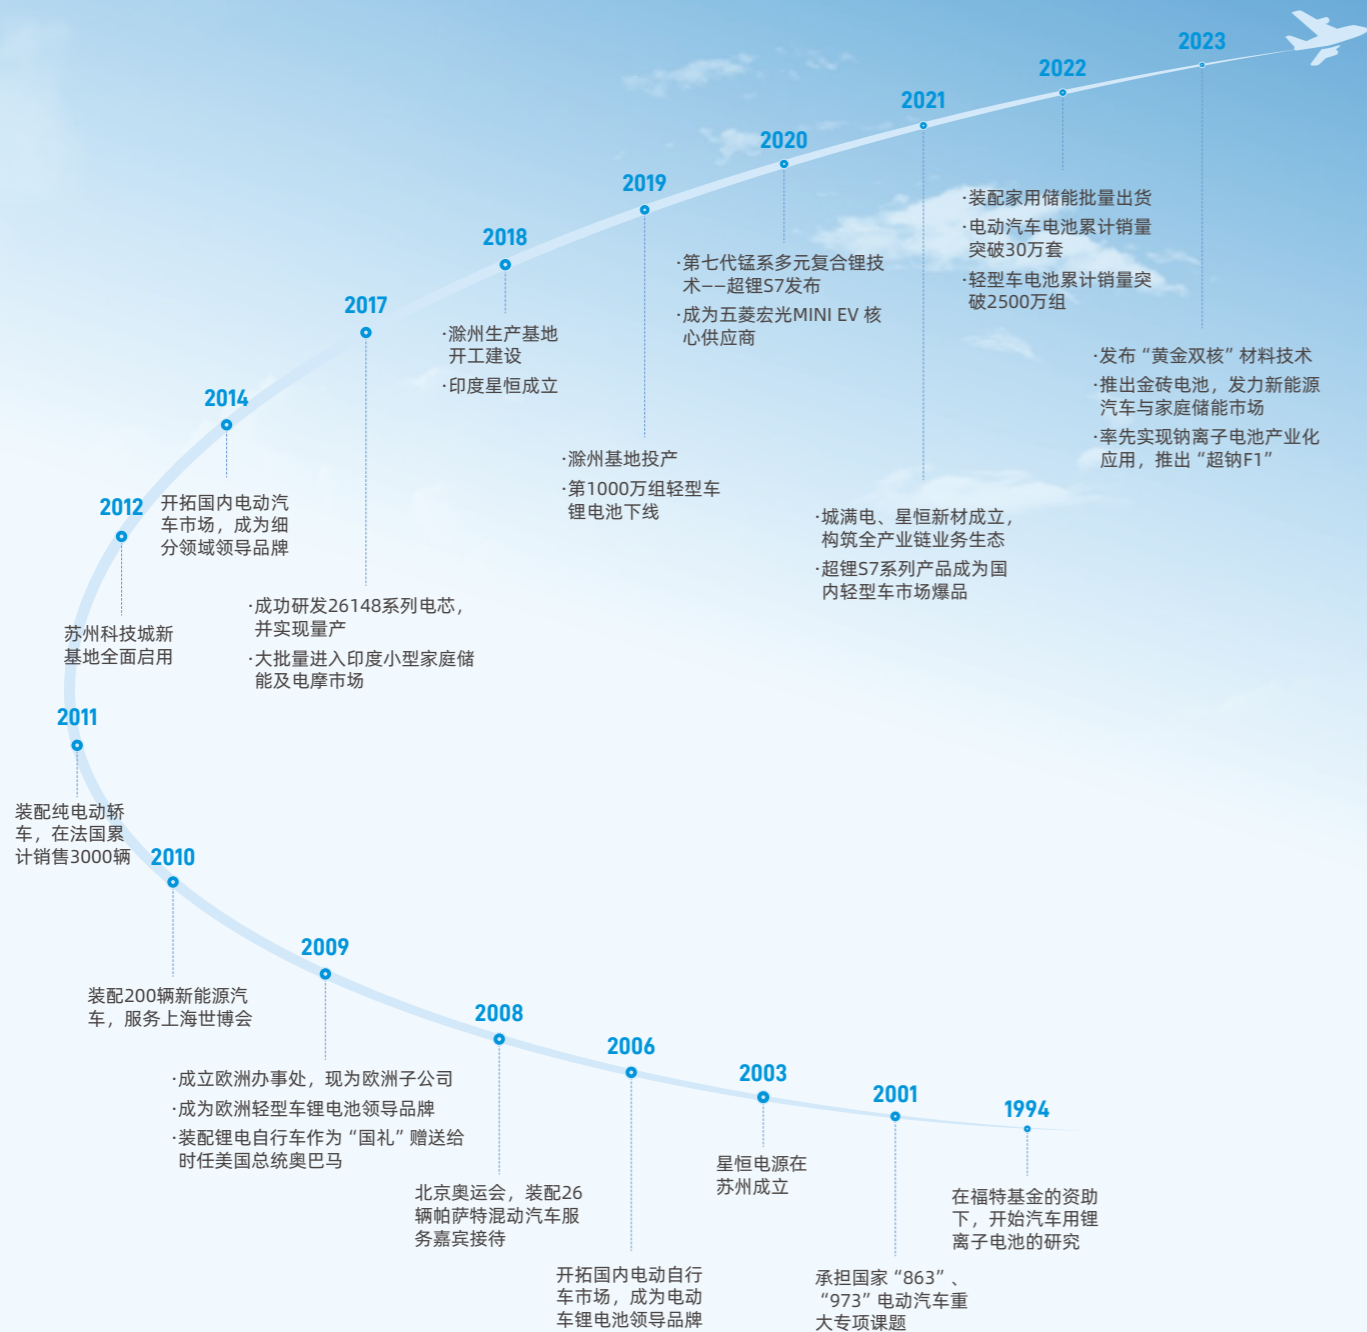 2023
·发布“黄金双核”材料技术
·推出金砖电池，发力新能源
汽车与家庭储能市场
·率先实现钠离子电池产业化
应用，推出“超钠F1”
2022
·装配家用储能批量出货
·电动汽车电池累计销量
突破30万套
·轻型车电池累计销量突
破2500万组
2021
·城满电、星恒新材成立，
构筑全产业链业务生态
·超锂S7系列产品成为国
内轻型车市场爆品
2020
·第七代锰系多元复合锂技
术——超锂S7发布
·成为五菱宏光MINI EV 核
心供应商
2019
·滁州基地投产
·第1000万组轻型车
锂电池下线
2018
·滁州生产基地
开工建设
·印度星恒成立
2017
·成功研发26148系列电芯，
并实现量产
·大批量进入印度小型家庭储
能及电摩市场
2014
开拓国内电动汽
车市场，成为细
分领域领导品牌
2012
苏州科技城新
基地全面启用
2011
装配纯电动轿
车，在法国累
计销售3000辆
2010
装配200辆新能源汽
车，服务上海世博会
2009
·成立欧洲办事处，现为欧洲子公司
·成为欧洲轻型车锂电池领导品牌
·装配锂电自行车作为“国礼”赠送给
时任美国总统奥巴马
2008
北京奥运会，装配26
辆帕萨特混动汽车服
务嘉宾接待
2006
开拓国内电动自行
车市场，成为电动
车锂电池领导品牌
2003
星恒电源在
苏州成立
2001
承担国家“863”、
“973”电动汽车重
大专项课题
1994
在福特基金的资助
下，开始汽车用锂
离子电池的研究